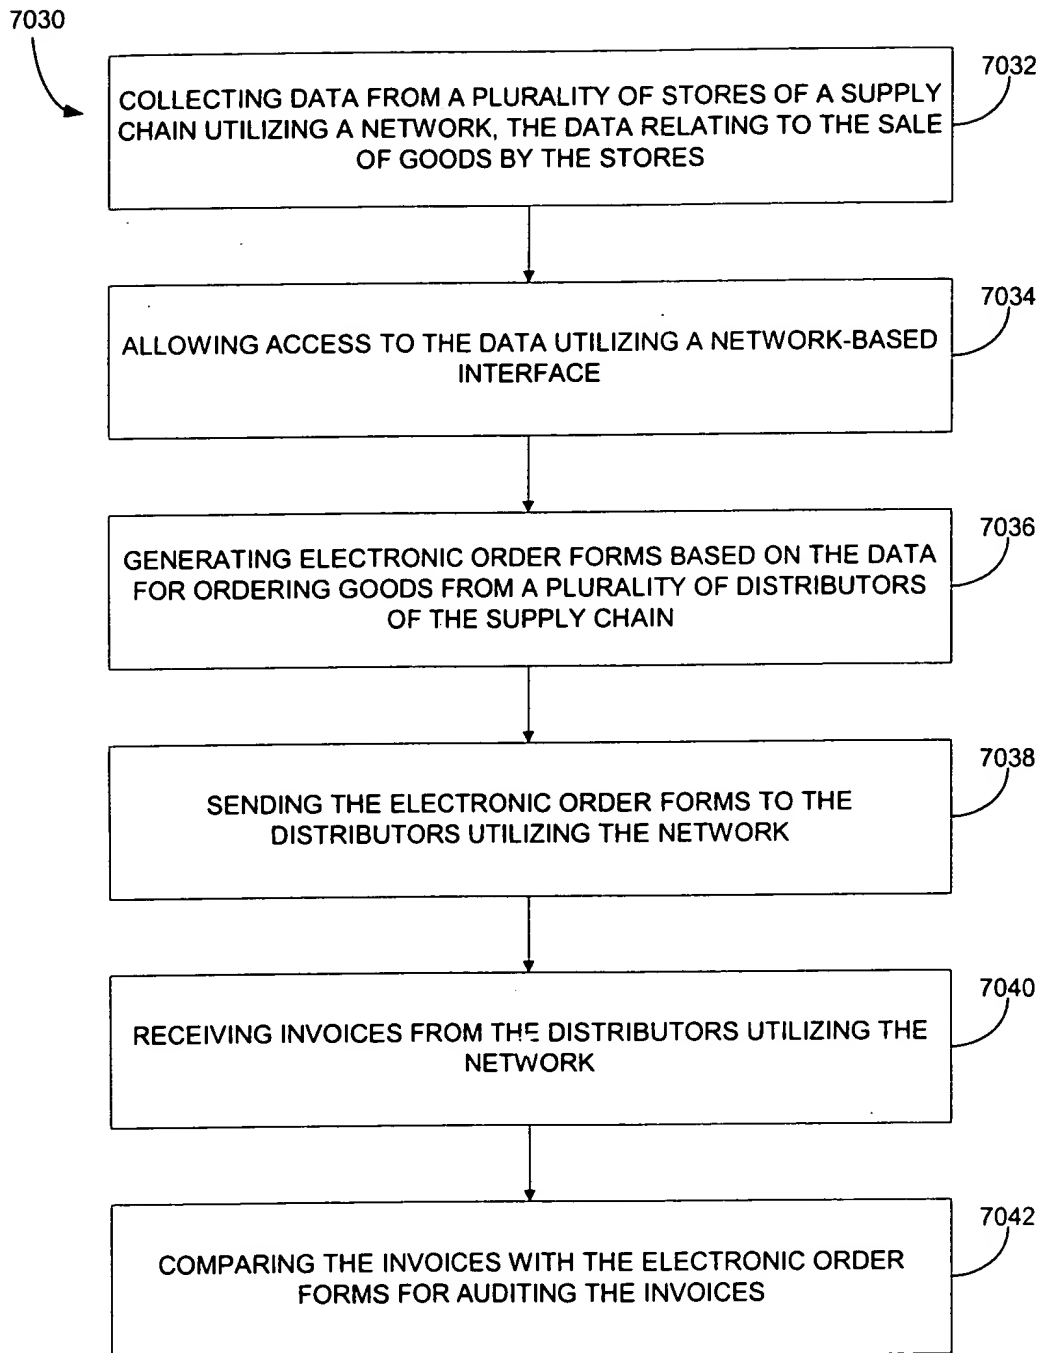 7030
7032
COLLECTING DATA FROM A PLURALITY OF STORES OF A SUPPLY
CHAIN UTILIZING A NETWORK, THE DATA RELATING TO THE SALE
OF GOODS BY THE STORES
7034
ALLOWING ACCESS TO THE DATA UTILIZING A NETWORK-BASED
INTERFACE
7036
GENERATING ELECTRONIC ORDER FORMS BASED ON THE DATA
FOR ORDERING GOODS FROM A PLURALITY OF DISTRIBUTORS
OF THE SUPPLY CHAIN
7038
SENDING THE ELECTRONIC ORDER FORMS TO THE
DISTRIBUTORS UTILIZING THE NETWORK
7040
RECEIVING INVOICES FROM THE DISTRIBUTORS UTILIZING THE
NETWORK
7042
COMPARING THE INVOICES WITH THE ELECTRONIC ORDER
FORMS FOR AUDITING THE INVOICES